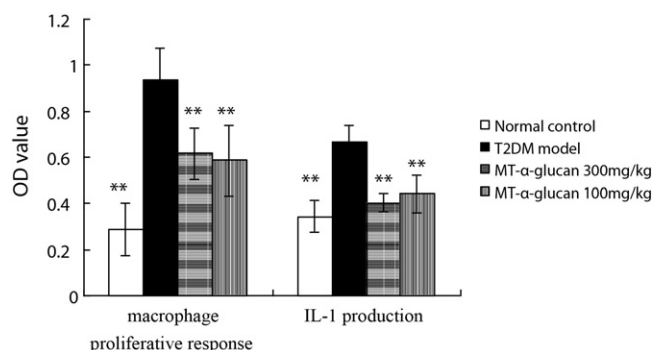 1.2
1
0.8
0.6
0.4
0.2
0
OD value
**
**
**
**
**
**
macrophage
proliferative response
IL-1 production
Normal control
T2DM model
MT-α-glucan 300mg/kg
MT-α-glucan 100mg/kg